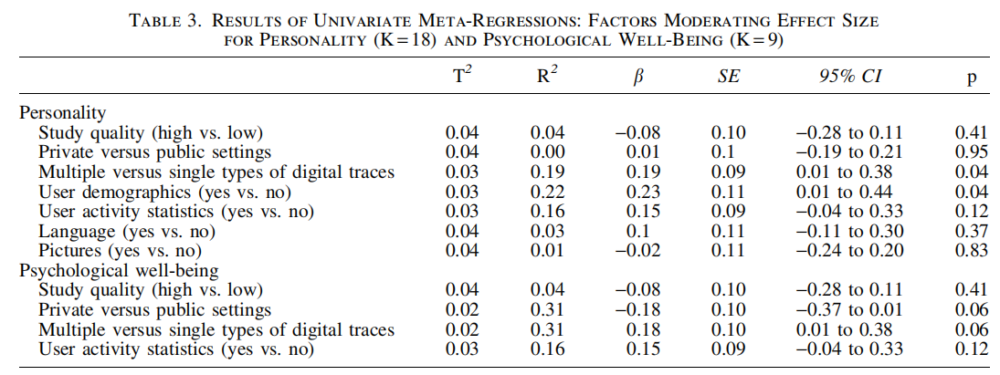 TABLE 3. RESULTS OF UNIVARIATE META-REGRESSIONS: FACTORS MODERATING EFFECT SIZE
FOR PERSONALITY (K = 18) AND PSYCHOLOGICAL WELL-BEING (K = 9)
T² R² β SE 95% CI p
Personality
Study quality (high vs. low) 0.04 0.04 −0.08 0.10 −0.28 to 0.11 0.41
Private versus public settings 0.04 0.00 0.01 0.1 −0.19 to 0.21 0.95
Multiple versus single types of digital traces 0.03 0.19 0.19 0.09 0.01 to 0.38 0.04
User demographics (yes vs. no) 0.03 0.22 0.23 0.11 0.01 to 0.44 0.04
User activity statistics (yes vs. no) 0.03 0.16 0.15 0.09 −0.04 to 0.33 0.12
Language (yes vs. no) 0.04 0.03 0.1 0.11 −0.11 to 0.30 0.37
Pictures (yes vs. no) 0.04 0.01 −0.02 0.11 −0.24 to 0.20 0.83
Psychological well-being
Study quality (high vs. low) 0.04 0.04 −0.08 0.10 −0.28 to 0.11 0.41
Private versus public settings 0.02 0.31 −0.18 0.10 −0.37 to 0.01 0.06
Multiple versus single types of digital traces 0.02 0.31 0.18 0.10 0.01 to 0.38 0.06
User activity statistics (yes vs. no) 0.03 0.16 0.15 0.09 −0.04 to 0.33 0.12